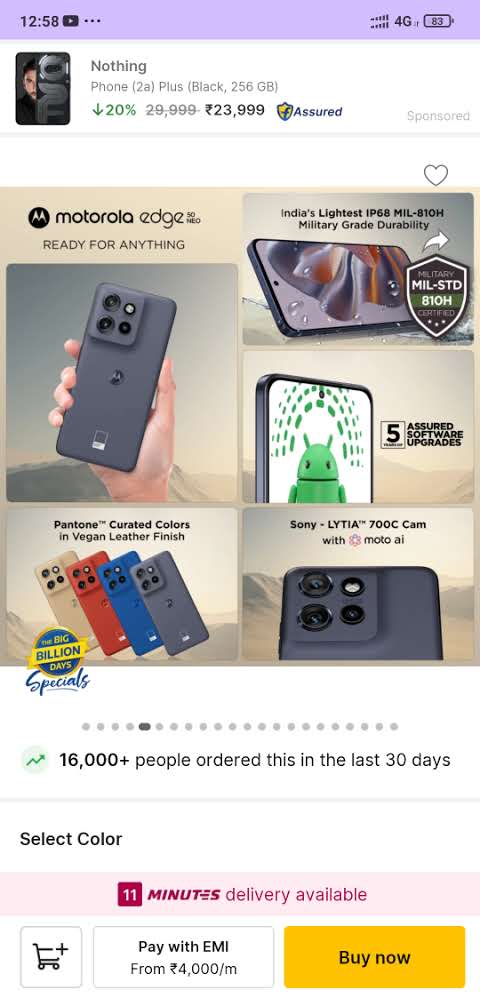 12:58
4G
83
Nothing
Phone (2a) Plus (Black, 256 GB)
↓20% 29,999 ₹23,999 Assured
Sponsored
motorola edge 50 NEO
READY FOR ANYTHING
India's Lightest IP68 MIL-810H
Military Grade Durability
MILITARY
MIL-STD
810H
CERTIFIED
5 YEARS OF
ASSURED
SOFTWARE
UPGRADES
Pantone™ Curated Colors
in Vegan Leather Finish
Sony - LYTIA™ 700C Cam
with moto ai
THE BIG
BILLION
DAYS
Specials
16,000+ people ordered this in the last 30 days
Select Color
11 MINUTES delivery available
Pay with EMI
From ₹4,000/m
Buy now